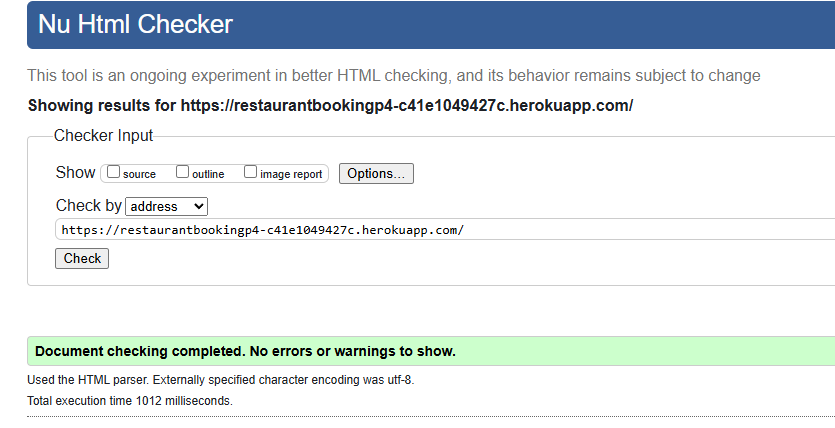 Nu Html Checker
This tool is an ongoing experiment in better HTML checking, and its behavior remains subject to change
Showing results for https://restaurantbookingp4-c41e1049427c.herokuapp.com/
Checker Input
Show source outline image report Options...
Check by address
https://restaurantbookingp4-c41e1049427c.herokuapp.com/
Check
Document checking completed. No errors or warnings to show.
Used the HTML parser. Externally specified character encoding was utf-8.
Total execution time 1012 milliseconds.